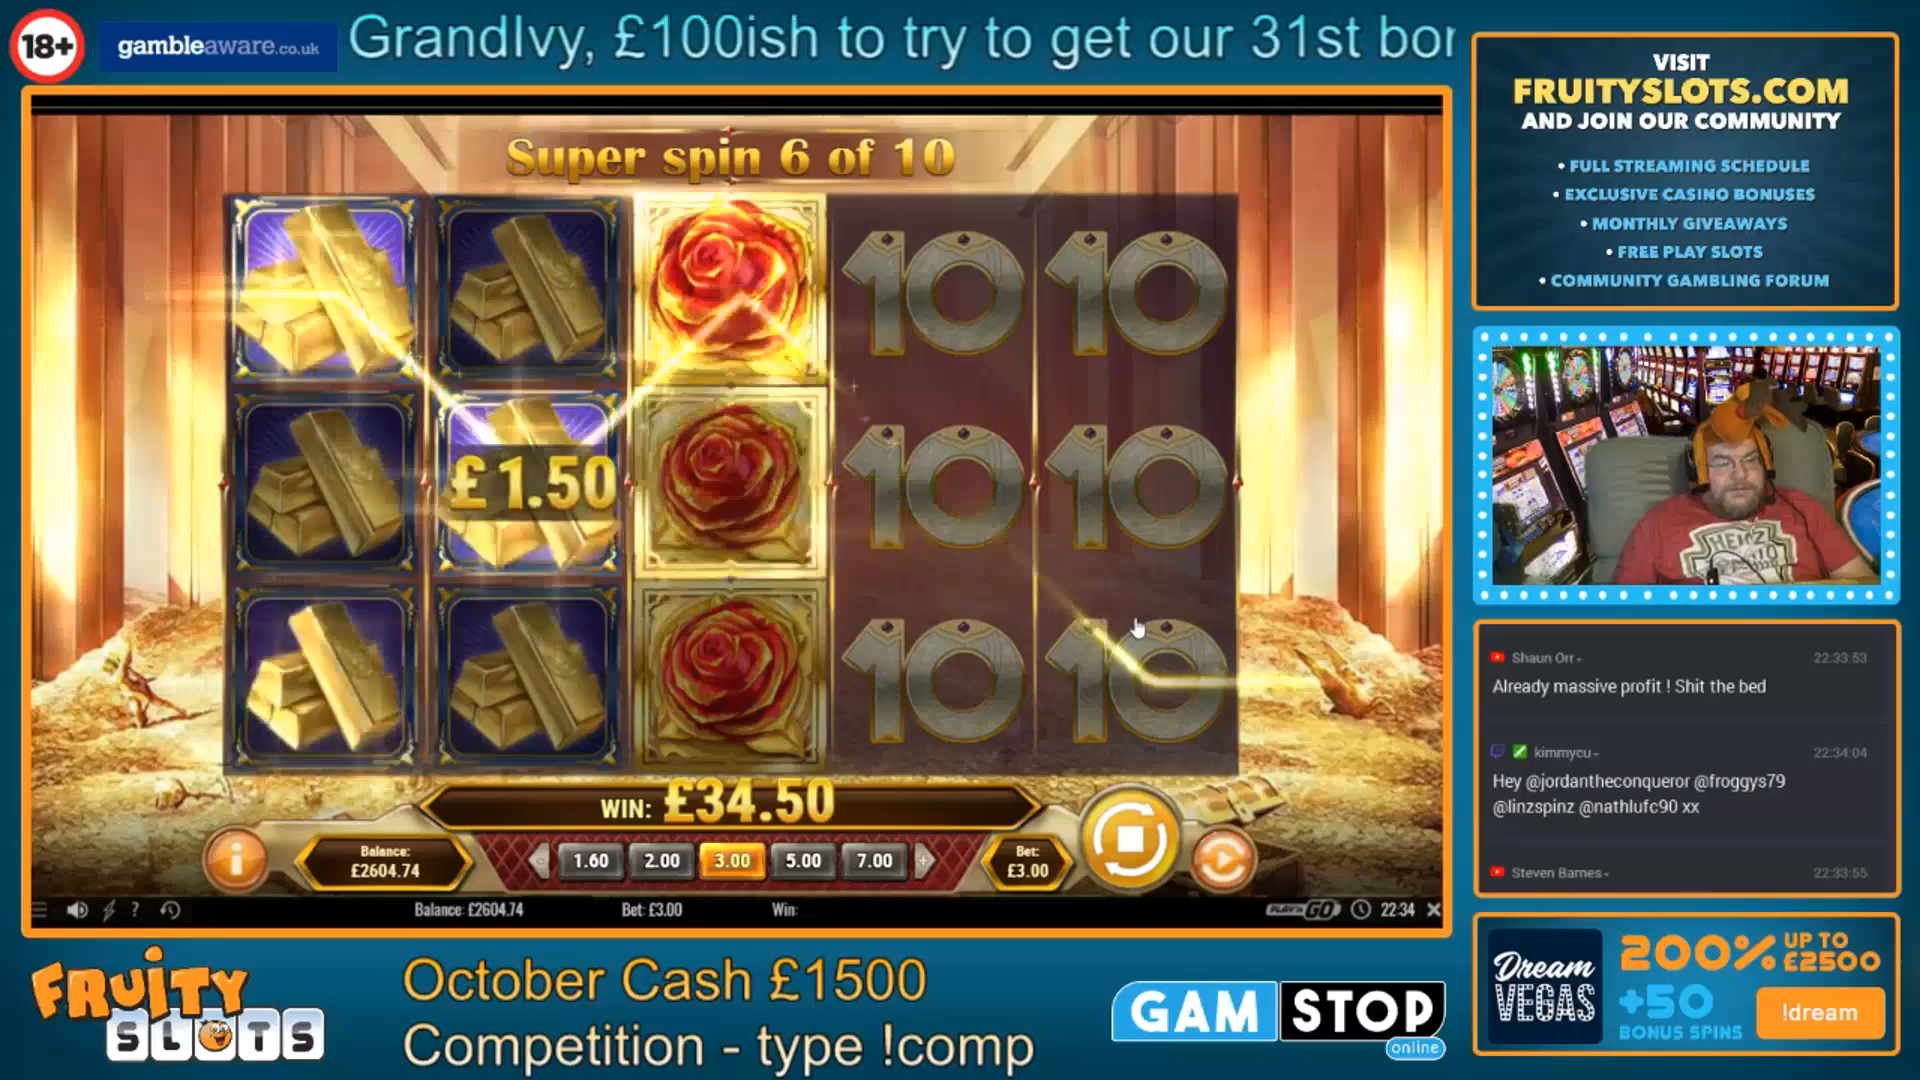 18+
gambleaware.co.uk
GrandIvy, £100ish to try to get our 31st bor
Super spin 6 of 10
10 10
£1.50
10 10
10 10
WIN: £34.50
Balance:
£2604.74
1.60 2.00 3.00 5.00 7.00
Bet:
£3.00
Balance: £2604.74 Bet: £3.00 Win: PLAY'n GO 22:34
FRUITY
SLOTS
October Cash £1500
Competition - type !comp
GAMSTOP
online
VISIT
FRUITYSLOTS.COM
AND JOIN OUR COMMUNITY
• FULL STREAMING SCHEDULE
• EXCLUSIVE CASINO BONUSES
• MONTHLY GIVEAWAYS
• FREE PLAY SLOTS
• COMMUNITY GAMBLING FORUM
HEINZ
Shaun Orr 22:33:53
Already massive profit ! Shit the bed
kimmycu 22:34:04
Hey @jordantheconqueror @froggys79
@linzspinz @nathlufc90 xx
Steven Barnes 22:33:55
Dream
VEGAS
200% UP TO £2500
+50
BONUS SPINS
!dream